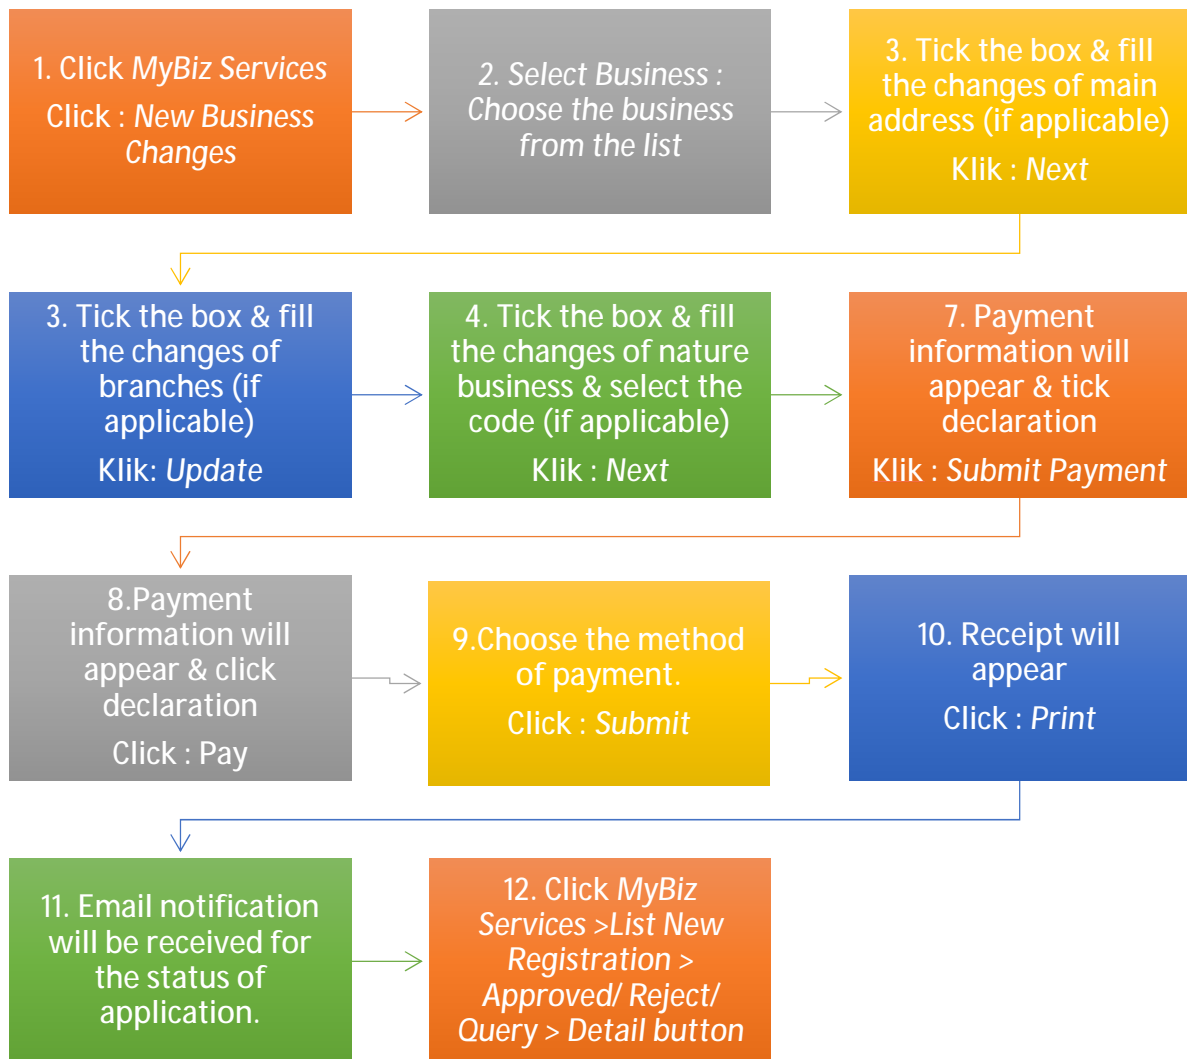 1. Click MyBiz Services
Click : New Business
Changes
2. Select Business :
Choose the business
from the list
3. Tick the box & fill
the changes of main
address (if applicable)
Klik : Next
3. Tick the box & fill
the changes of
branches (if
applicable)
Klik: Update
4. Tick the box & fill
the changes of nature
business & select the
code (if applicable)
Klik : Next
7. Payment
information will
appear & tick
declaration
Klik : Submit Payment
8.Payment
information will
appear & click
declaration
Click : Pay
9.Choose the method
of payment.
Click : Submit
10. Receipt will
appear
Click : Print
11. Email notification
will be received for
the status of
application.
12. Click MyBiz
Services >List New
Registration >
Approved/ Reject/
Query > Detail button